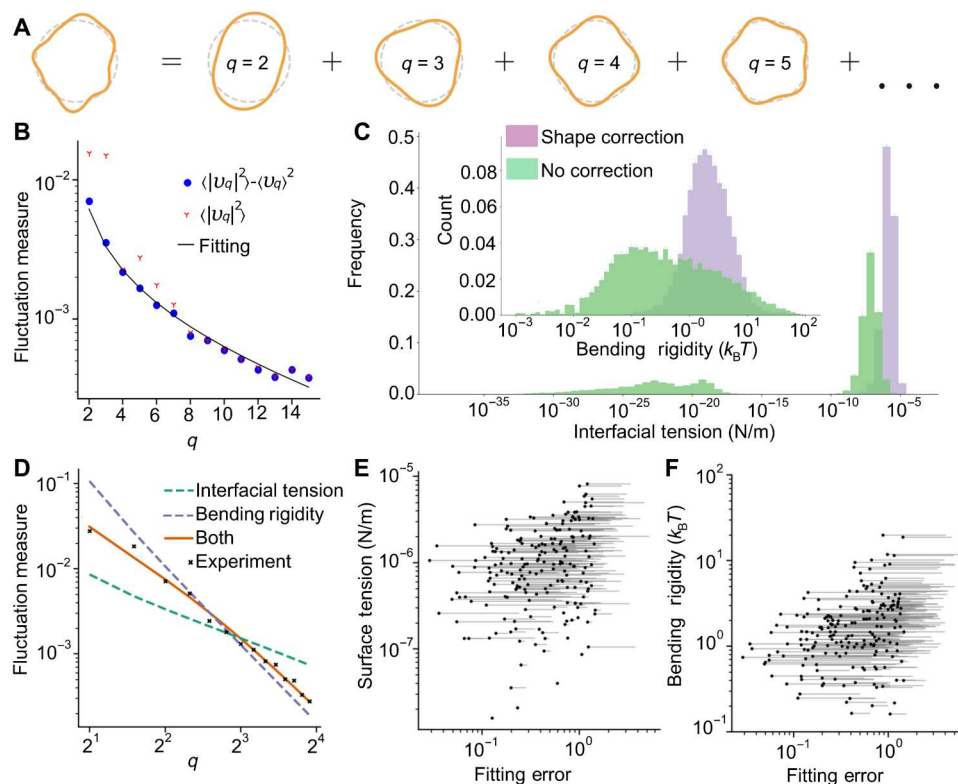 A
= q = 2 + q = 3 + q = 4 + q = 5 + • • •
B
Fluctuation measure
10⁻²
10⁻³
⟨|υq|²⟩-⟨υq⟩²
⟨|υq|²⟩
Fitting
2 4 6 8 10 12 14
q
C
Frequency
0.5
0.4
0.3
0.2
0.1
0.0
Shape correction
No correction
Count
0.08
0.06
0.04
0.02
0.00
10⁻³ 10⁻² 10⁻¹ 10⁻⁰ 10¹ 10²
Bending rigidity (kBT)
10⁻³⁵ 10⁻³⁰ 10⁻²⁵ 10⁻²⁰ 10⁻¹⁵ 10⁻¹⁰ 10⁻⁵
Interfacial tension (N/m)
D
Fluctuation measure
10⁻¹
10⁻²
10⁻³
Interfacial tension
Bending rigidity
Both
Experiment
2¹ 2² 2³ 2⁴
q
E
Surface tension (N/m)
10⁻⁵
10⁻⁶
10⁻⁷
10⁻¹ 10⁰
Fitting error
F
Bending rigidity (kBT)
10²
10¹
10⁰
10⁻¹
10⁻¹ 10⁰
Fitting error